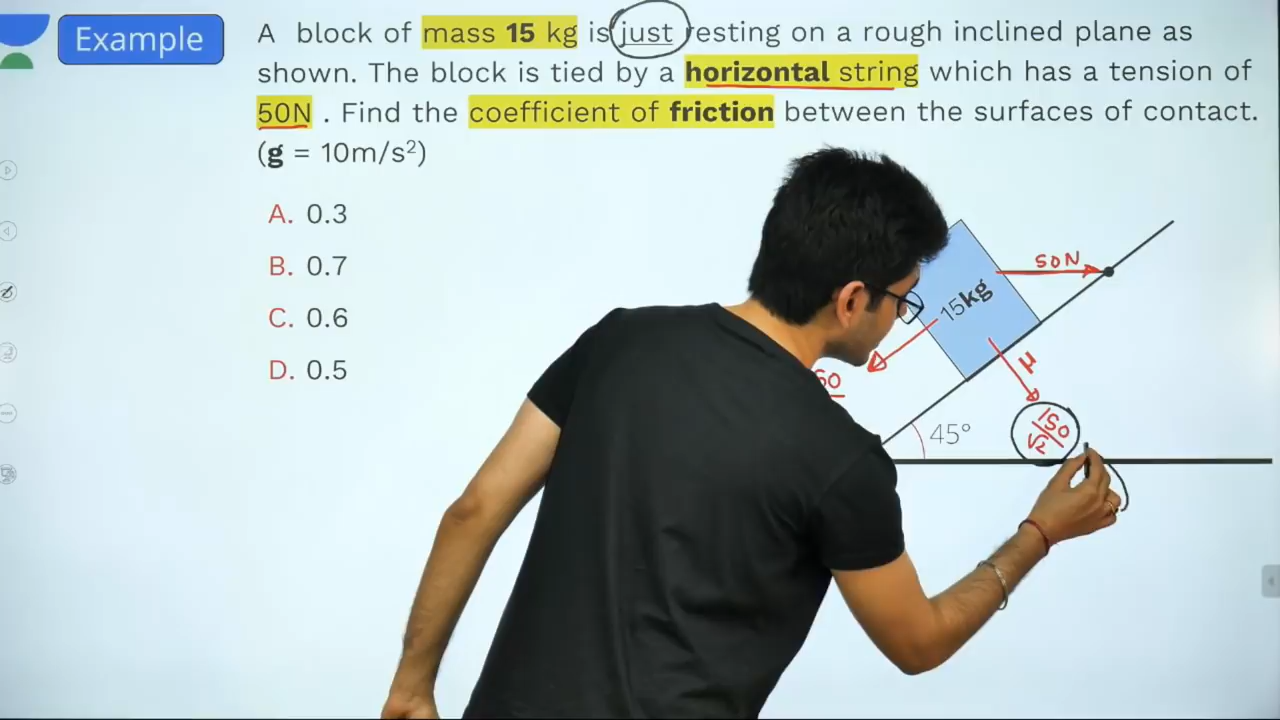 Example
A block of mass 15 kg is just resting on a rough inclined plane as
shown. The block is tied by a horizontal string which has a tension of
50N . Find the coefficient of friction between the surfaces of contact.
(g = 10m/s²)
A. 0.3
B. 0.7
C. 0.6
D. 0.5
50N
15kg
μ
45°
150
√2